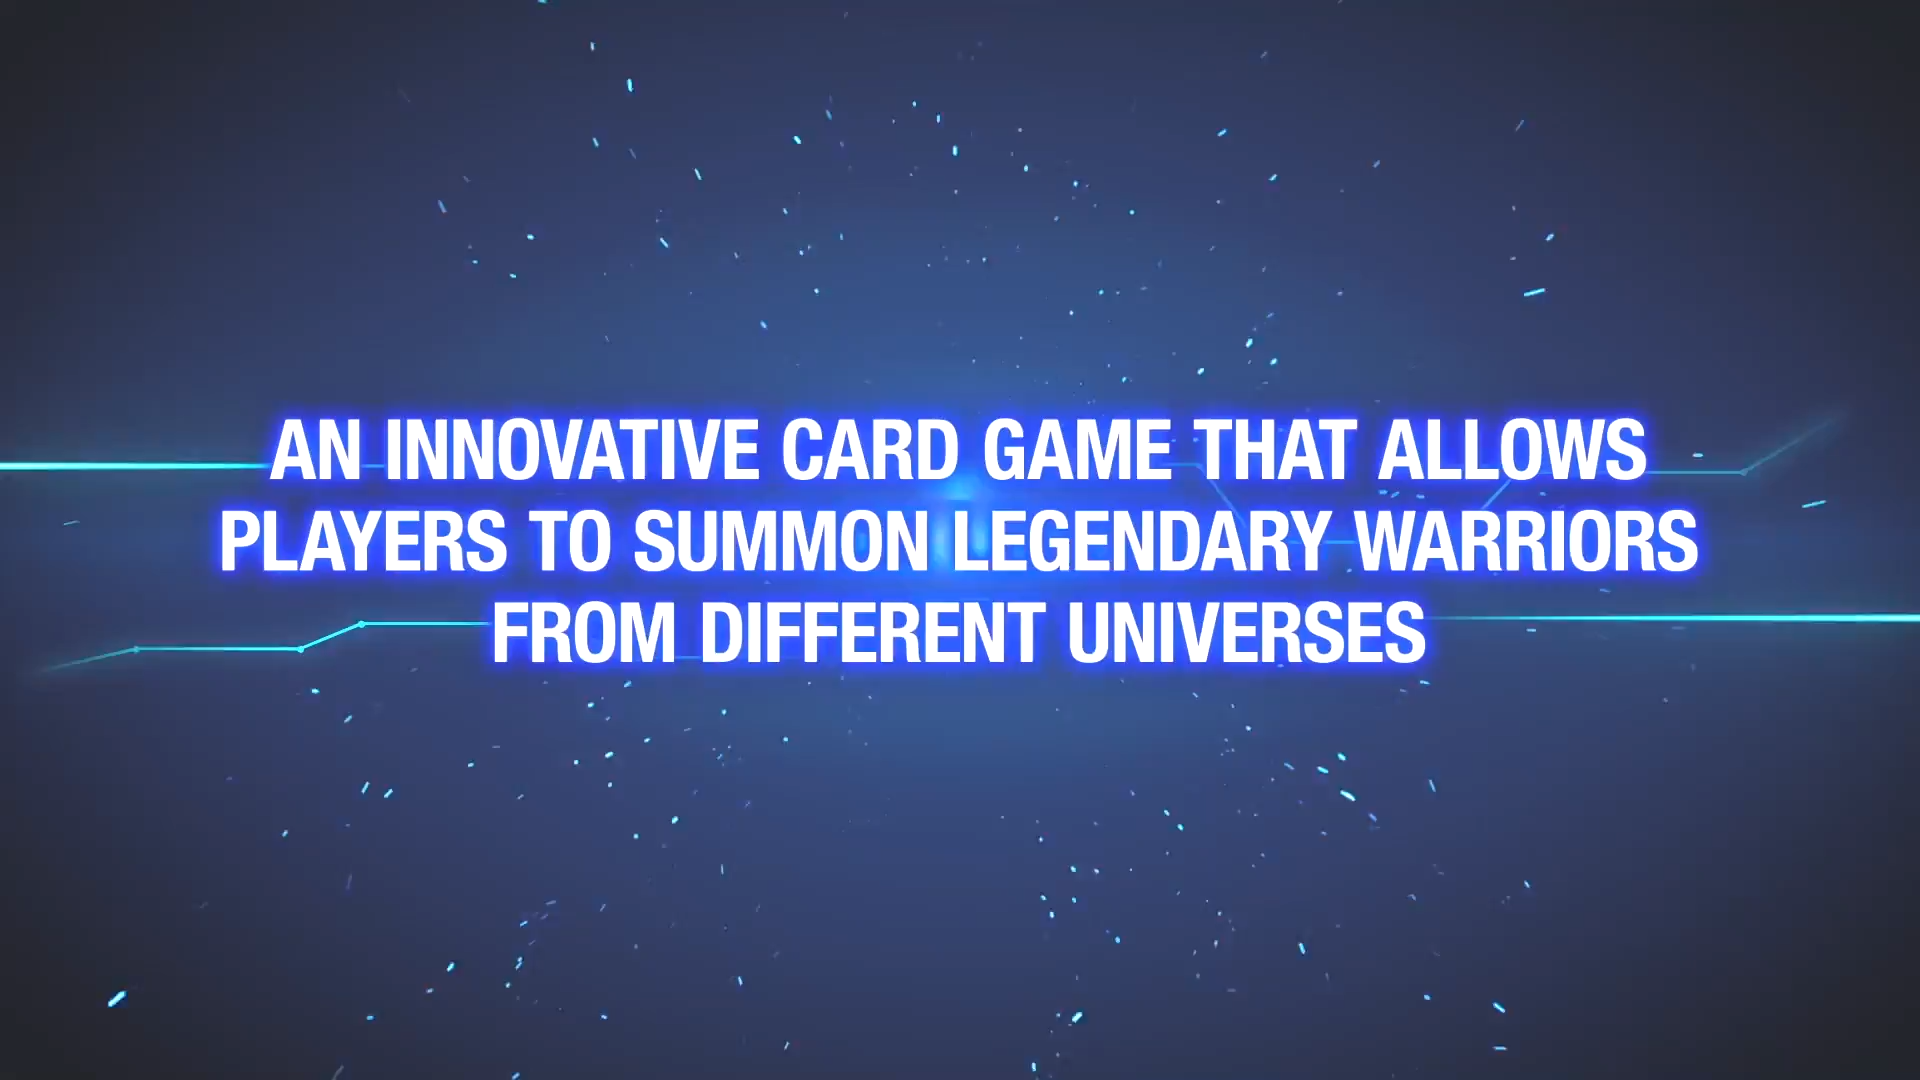 AN INNOVATIVE CARD GAME THAT ALLOWS
PLAYERS TO SUMMON LEGENDARY WARRIORS
FROM DIFFERENT UNIVERSES